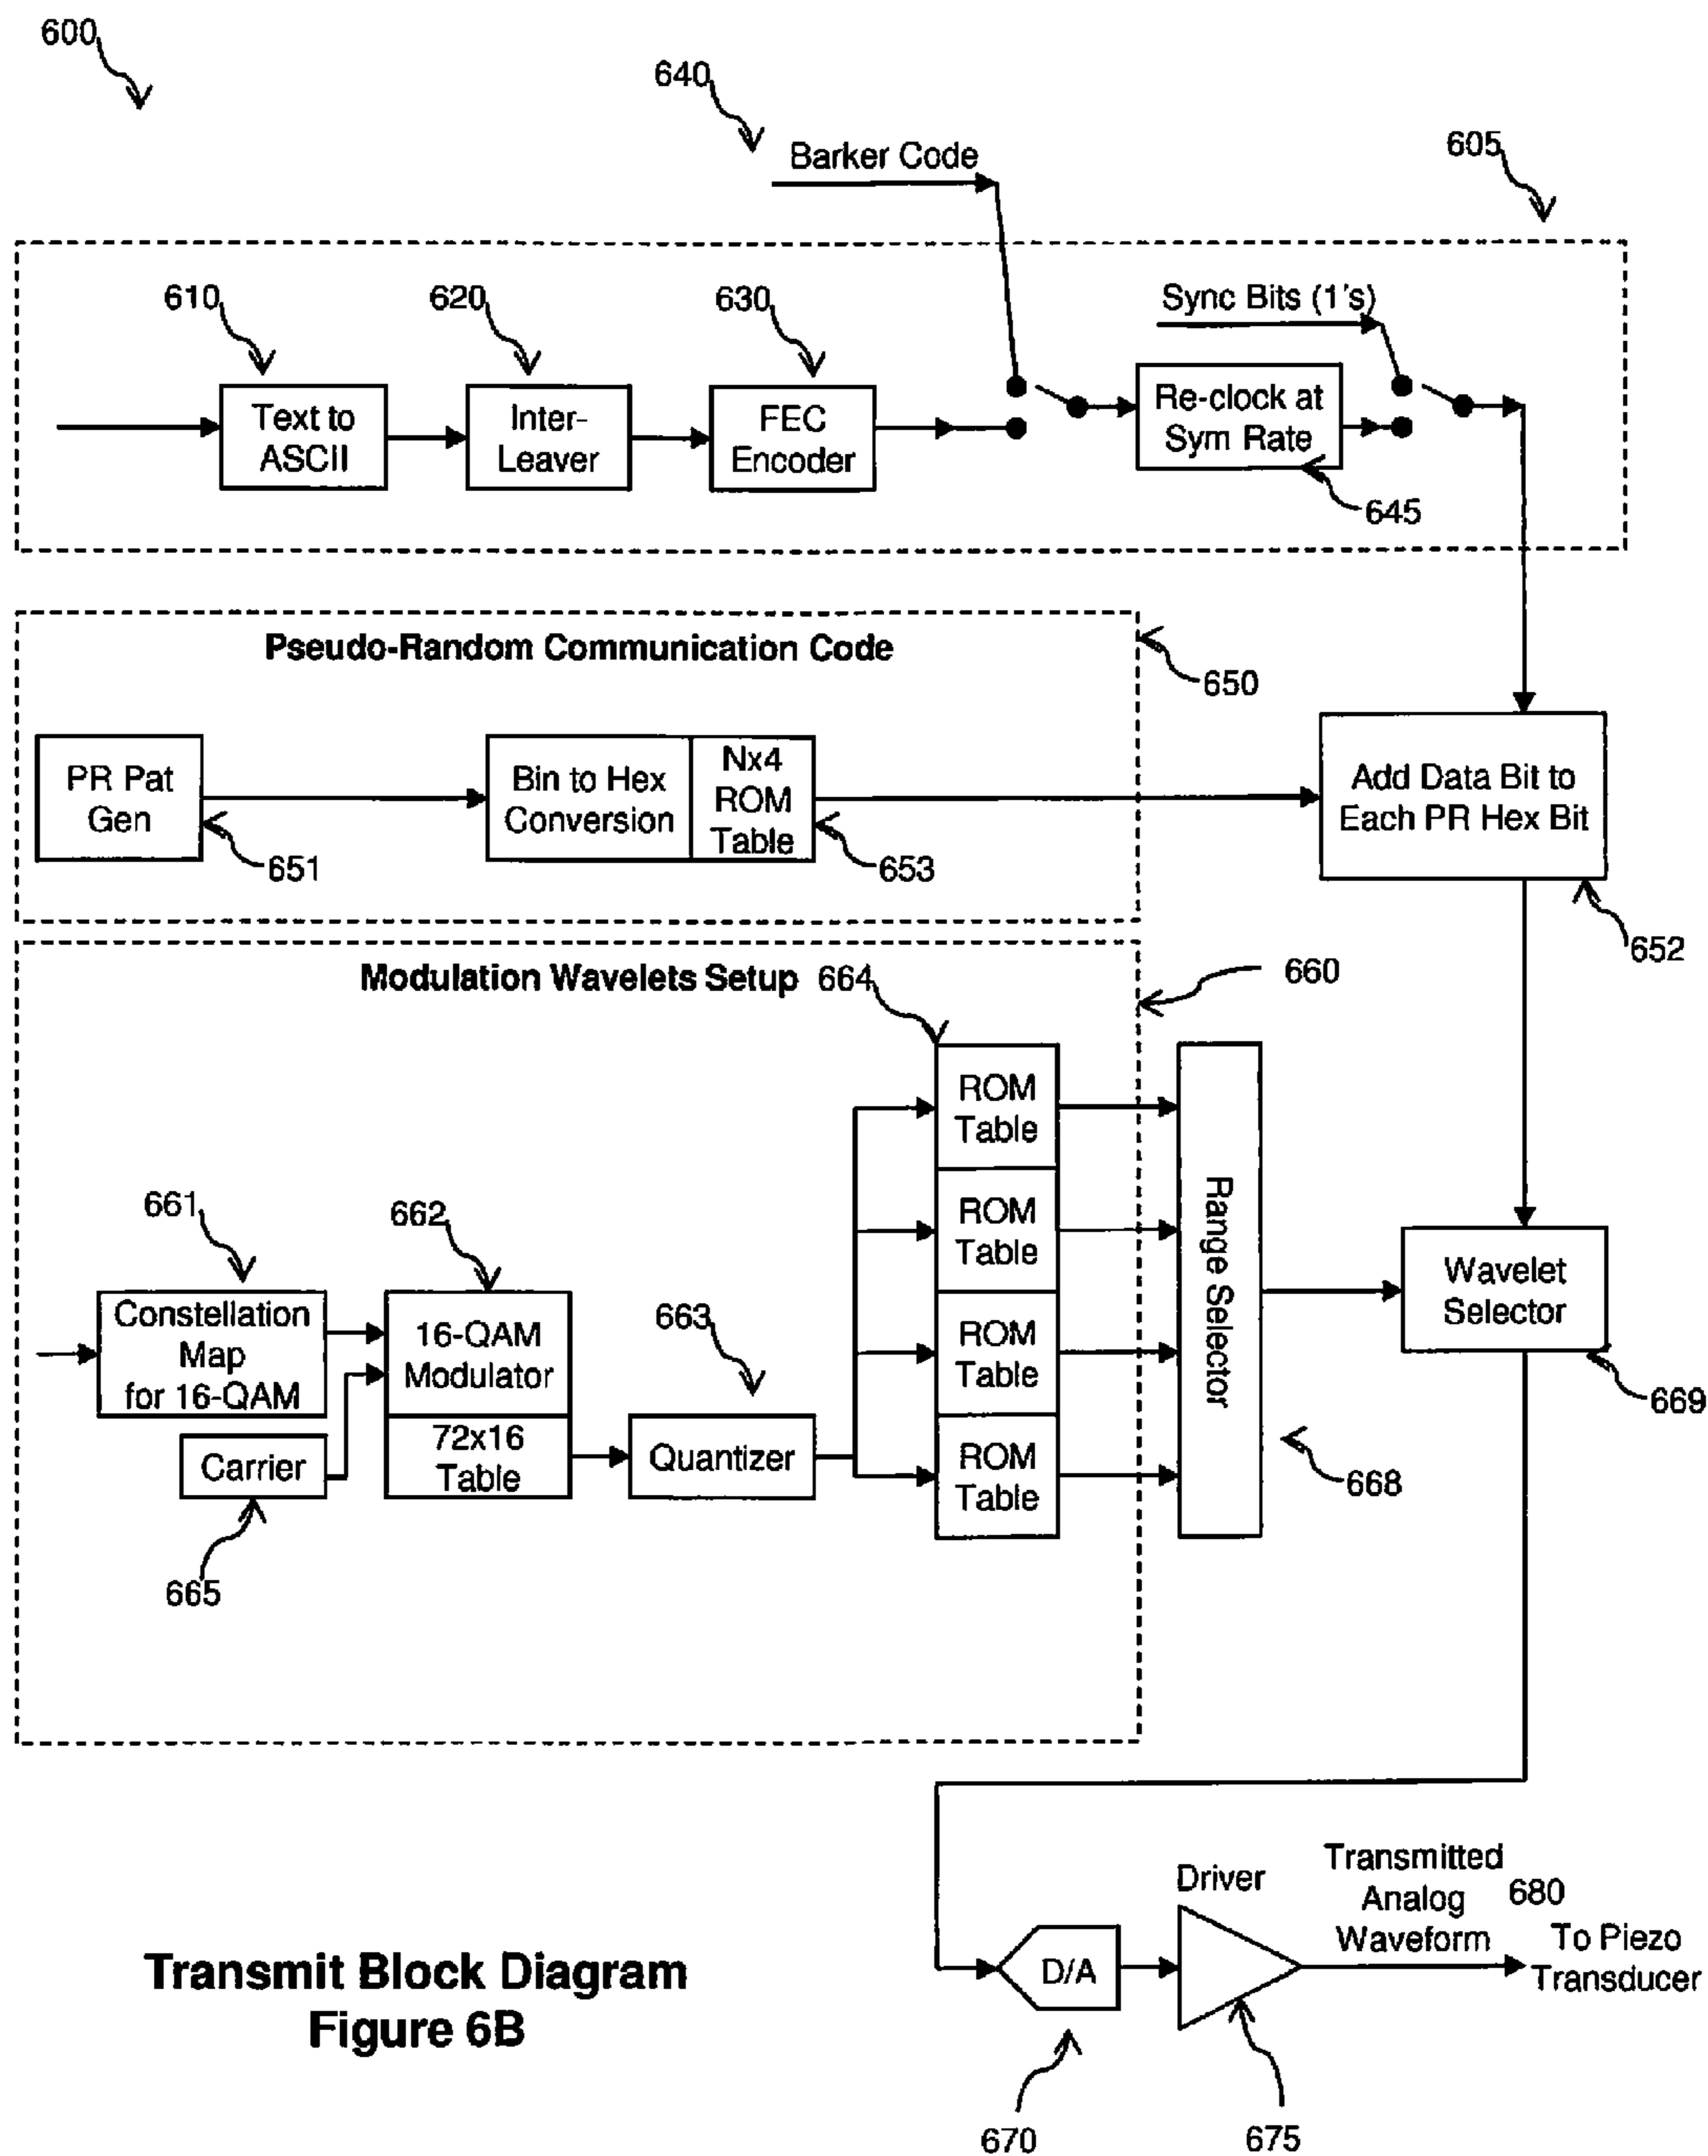 600
640
Barker Code
605
610
620
630
Sync Bits (1's)
Text to
ASCII
Inter-
Leaver
FEC
Encoder
Re-clock at
Sym Rate
645
Pseudo-Random Communication Code
650
PR Pat
Gen
651
Bin to Hex
Conversion
Nx4
ROM
Table
653
Add Data Bit to
Each PR Hex Bit
652
Modulation Wavelets Setup
664
660
ROM
Table
ROM
Table
ROM
Table
ROM
Table
Range Selector
668
661
Constellation
Map
for 16-QAM
Carrier
665
662
16-QAM
Modulator
72x16
Table
663
Quantizer
Wavelet
Selector
669
D/A
670
Driver
675
Transmitted
Analog
Waveform
680
To Piezo
Transducer
Transmit Block Diagram
Figure 6B